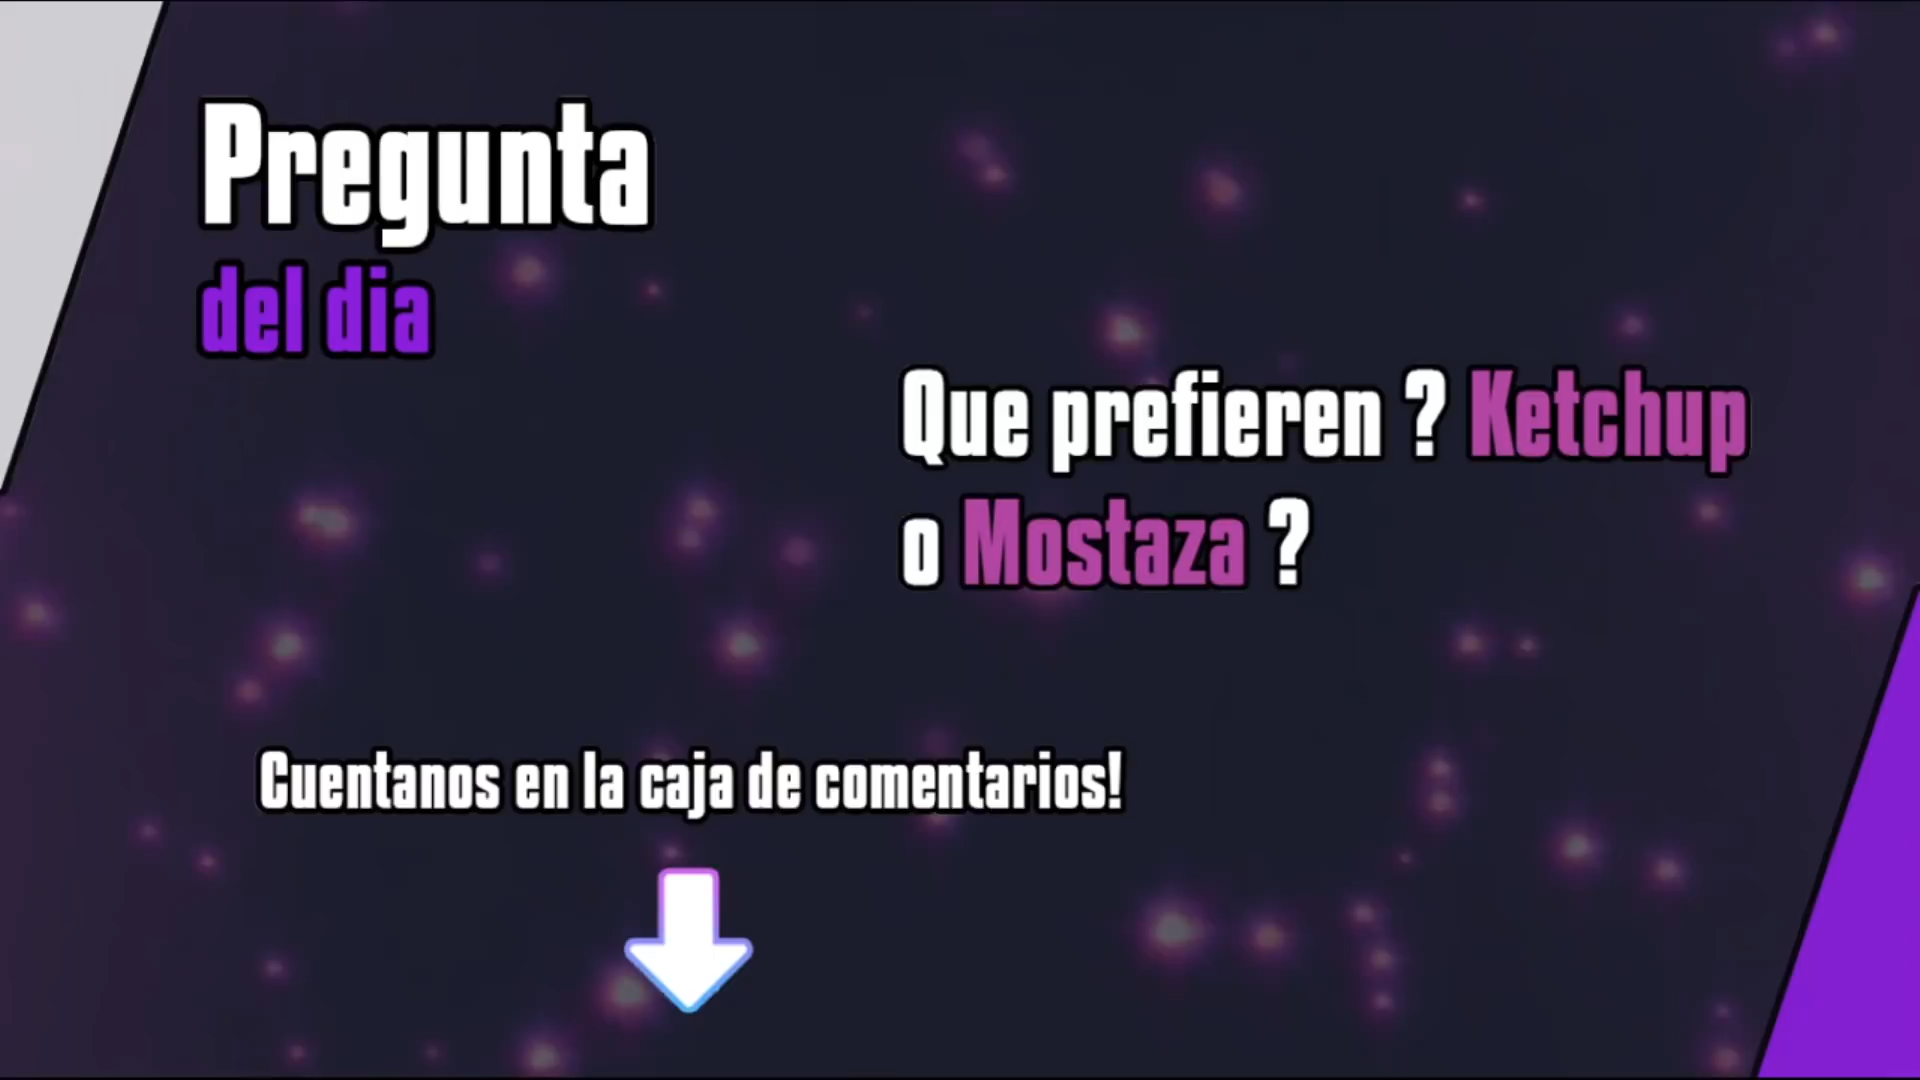 Pregunta
del dia
Que prefieren ? Ketchup
o Mostaza ?
Cuentanos en la caja de comentarios!